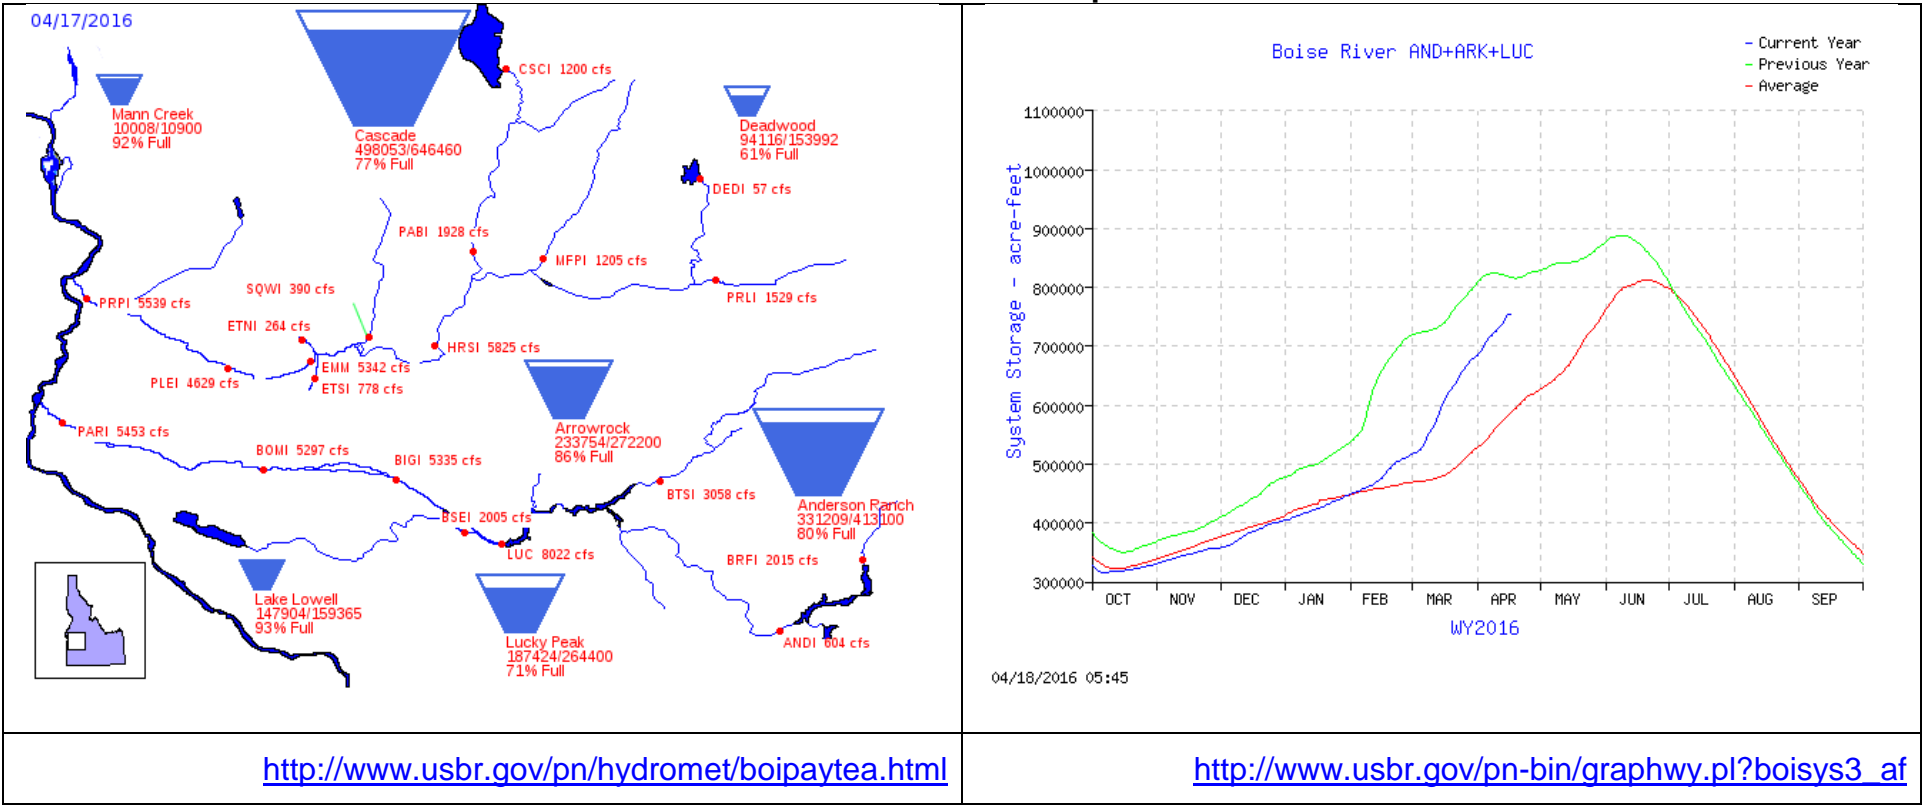 04/17/2016
Mann Creek
10008/10900
92% Full
Cascade
498053/646460
77% Full
CSCI 1200 cfs
Deadwood
94116/153992
61% Full
DEDI 57 cfs
PABI 1928 cfs
MFPI 1205 cfs
PRLI 1529 cfs
SQWI 390 cfs
PRPI 5539 cfs
ETNI 264 cfs
HRSI 5825 cfs
EMM 5342 cfs
PLEI 4629 cfs
ETSI 778 cfs
Arrowrock
233754/272200
86% Full
PARI 5453 cfs
BOMI 5297 cfs
BIGI 5335 cfs
BTSI 3058 cfs
Anderson Ranch
331209/413100
80% Full
BSEI 2005 cfs
LUC 8022 cfs
BRFI 2015 cfs
Lake Lowell
147904/159365
93% Full
Lucky Peak
187424/264400
71% Full
ANDI 604 cfs
http://www.usbr.gov/pn/hydromet/boipaytea.html
Boise River AND+ARK+LUC
Current Year
Previous Year
Average
System Storage - acre-feet
1100000
1000000
900000
800000
700000
600000
500000
400000
300000
OCT NOV DEC JAN FEB MAR APR MAY JUN JUL AUG SEP
WY2016
04/18/2016 05:45
http://www.usbr.gov/pn-bin/graphwy.pl?boisys3_af